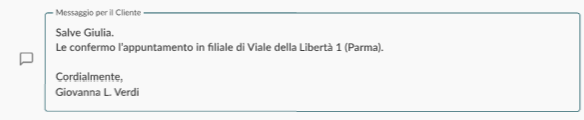 Messaggio per il Cliente
Salve Giulia.
Le confermo l'appuntamento in filiale di Viale della Libertà 1 (Parma).
Cordialmente,
Giovanna L. Verdi